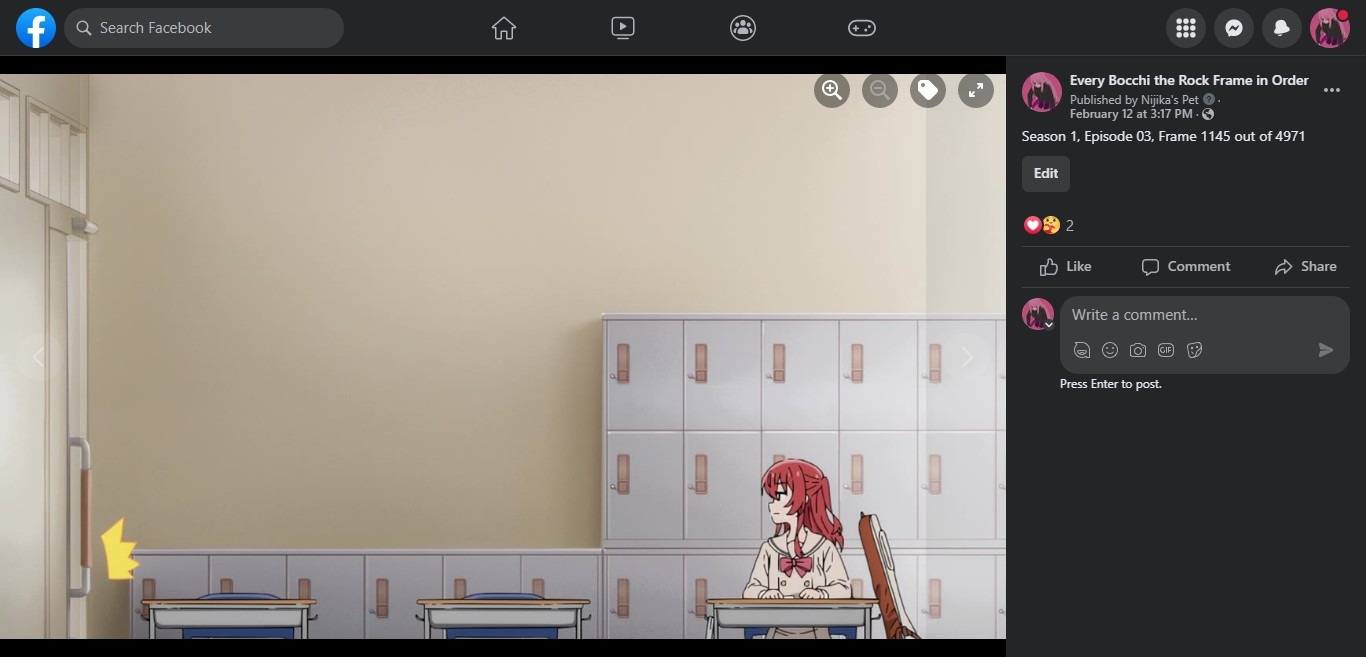 Search Facebook
Every Bocchi the Rock Frame in Order
Published by Nijika's Pet ·
February 12 at 3:17 PM ·
Season 1, Episode 03, Frame 1145 out of 4971
Edit
2
Like Comment Share
Write a comment...
GIF
Press Enter to post.